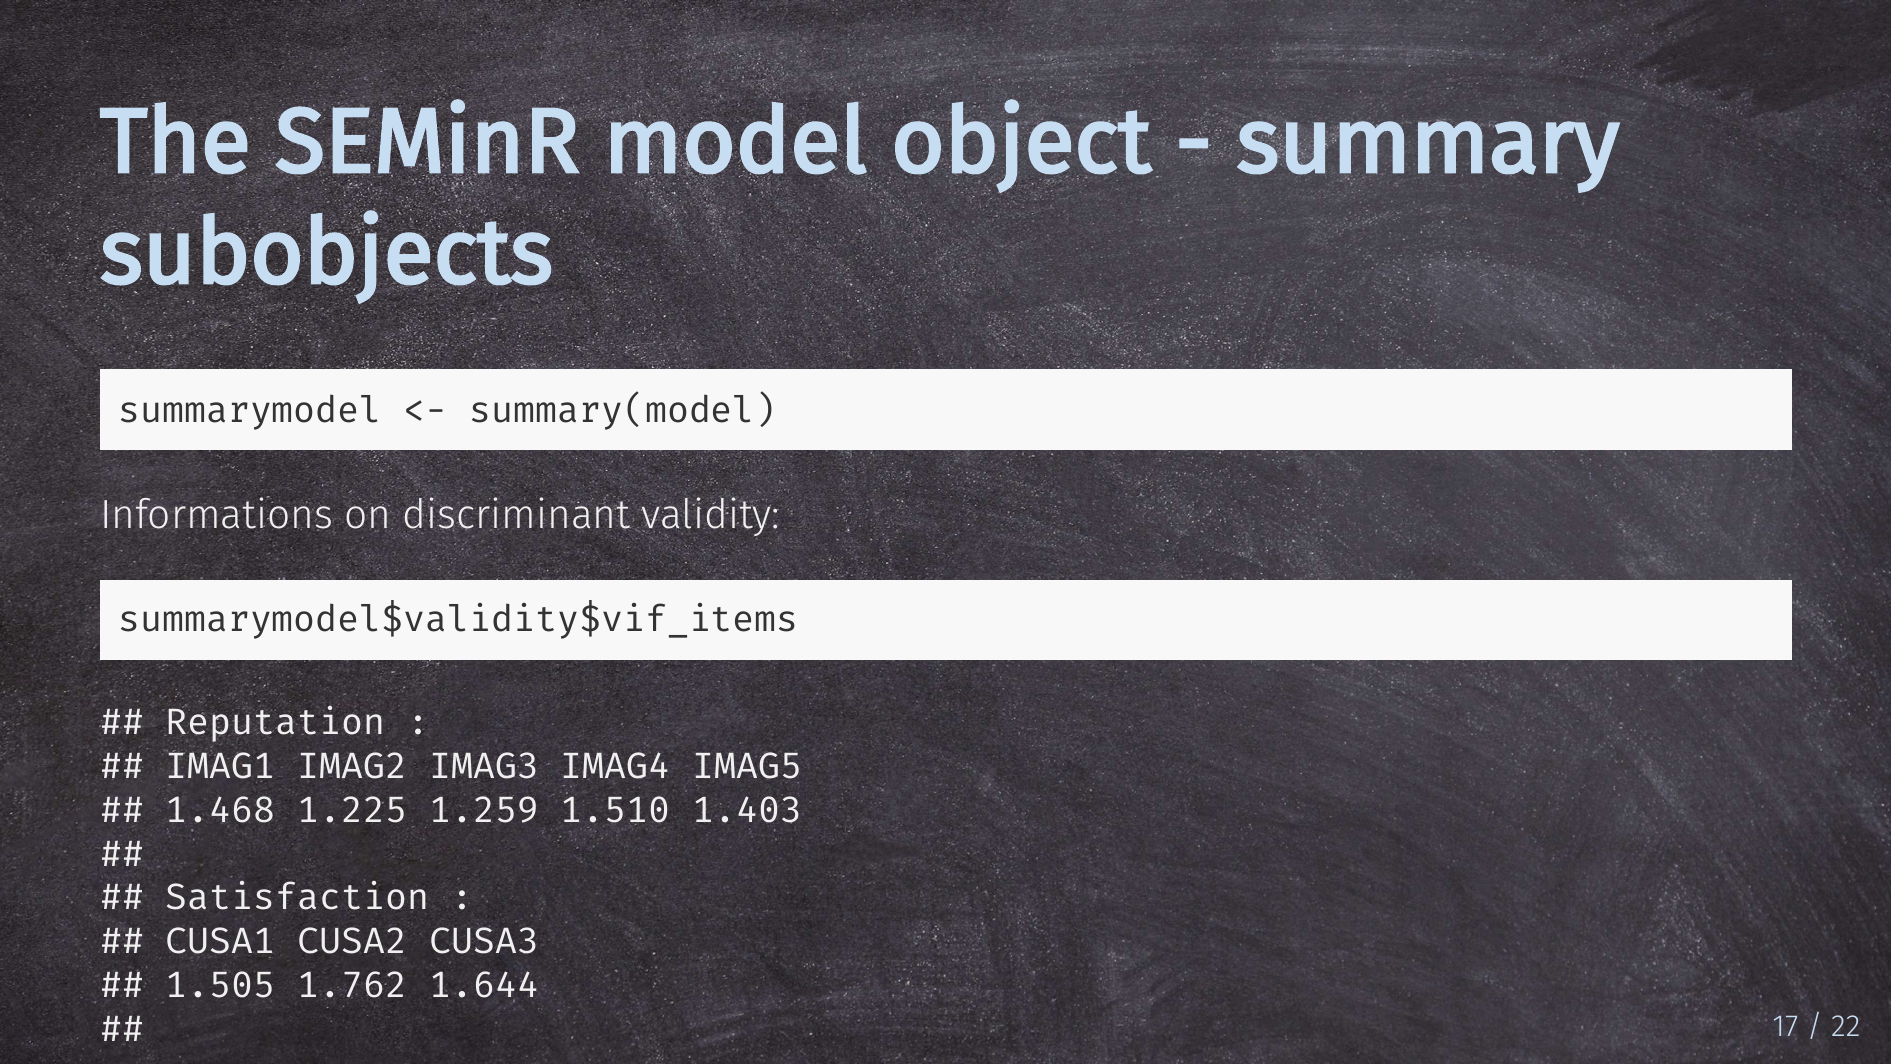 The SEMinR model object - summary
subobjects
summarymodel <- summary(model)
Informations on discriminant validity:
summarymodel$validity$vif_items
## Reputation :
## IMAG1 IMAG2 IMAG3 IMAG4 IMAG5
## 1.468 1.225 1.259 1.510 1.403
##
## Satisfaction :
## CUSA1 CUSA2 CUSA3
## 1.505 1.762 1.644
##
17 / 22